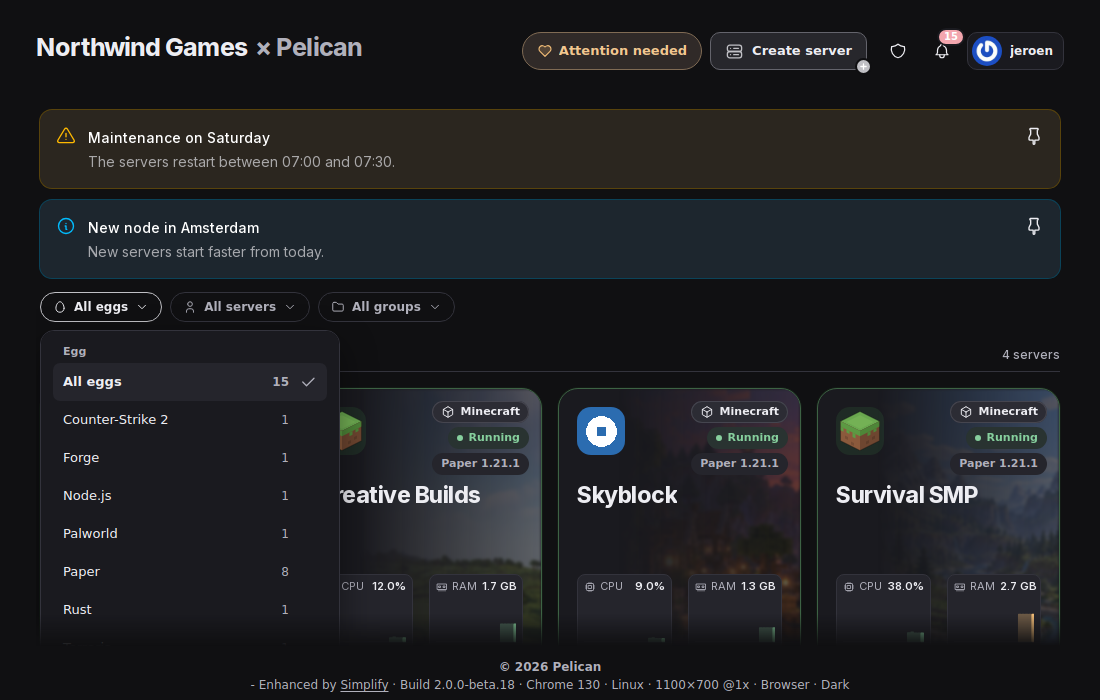 Northwind Games × Pelican
Attention needed
Create server
15
jeroen
Maintenance on Saturday
The servers restart between 07:00 and 07:30.
New node in Amsterdam
New servers start faster from today.
All eggs
All servers
All groups
Egg
All eggs 15
Counter-Strike 2 1
Forge 1
Node.js 1
Palworld 1
Paper 8
Rust 1
4 servers
Minecraft
Running
Paper 1.21.1
reative Builds
CPU 12.0%
RAM 1.7 GB
Minecraft
Running
Paper 1.21.1
Skyblock
CPU 9.0%
RAM 1.3 GB
Minecraft
Running
Paper 1.21.1
Survival SMP
CPU 38.0%
RAM 2.7 GB
© 2026 Pelican
- Enhanced by Simplify · Build 2.0.0-beta.18 · Chrome 130 · Linux · 1100×700 @1x · Browser · Dark